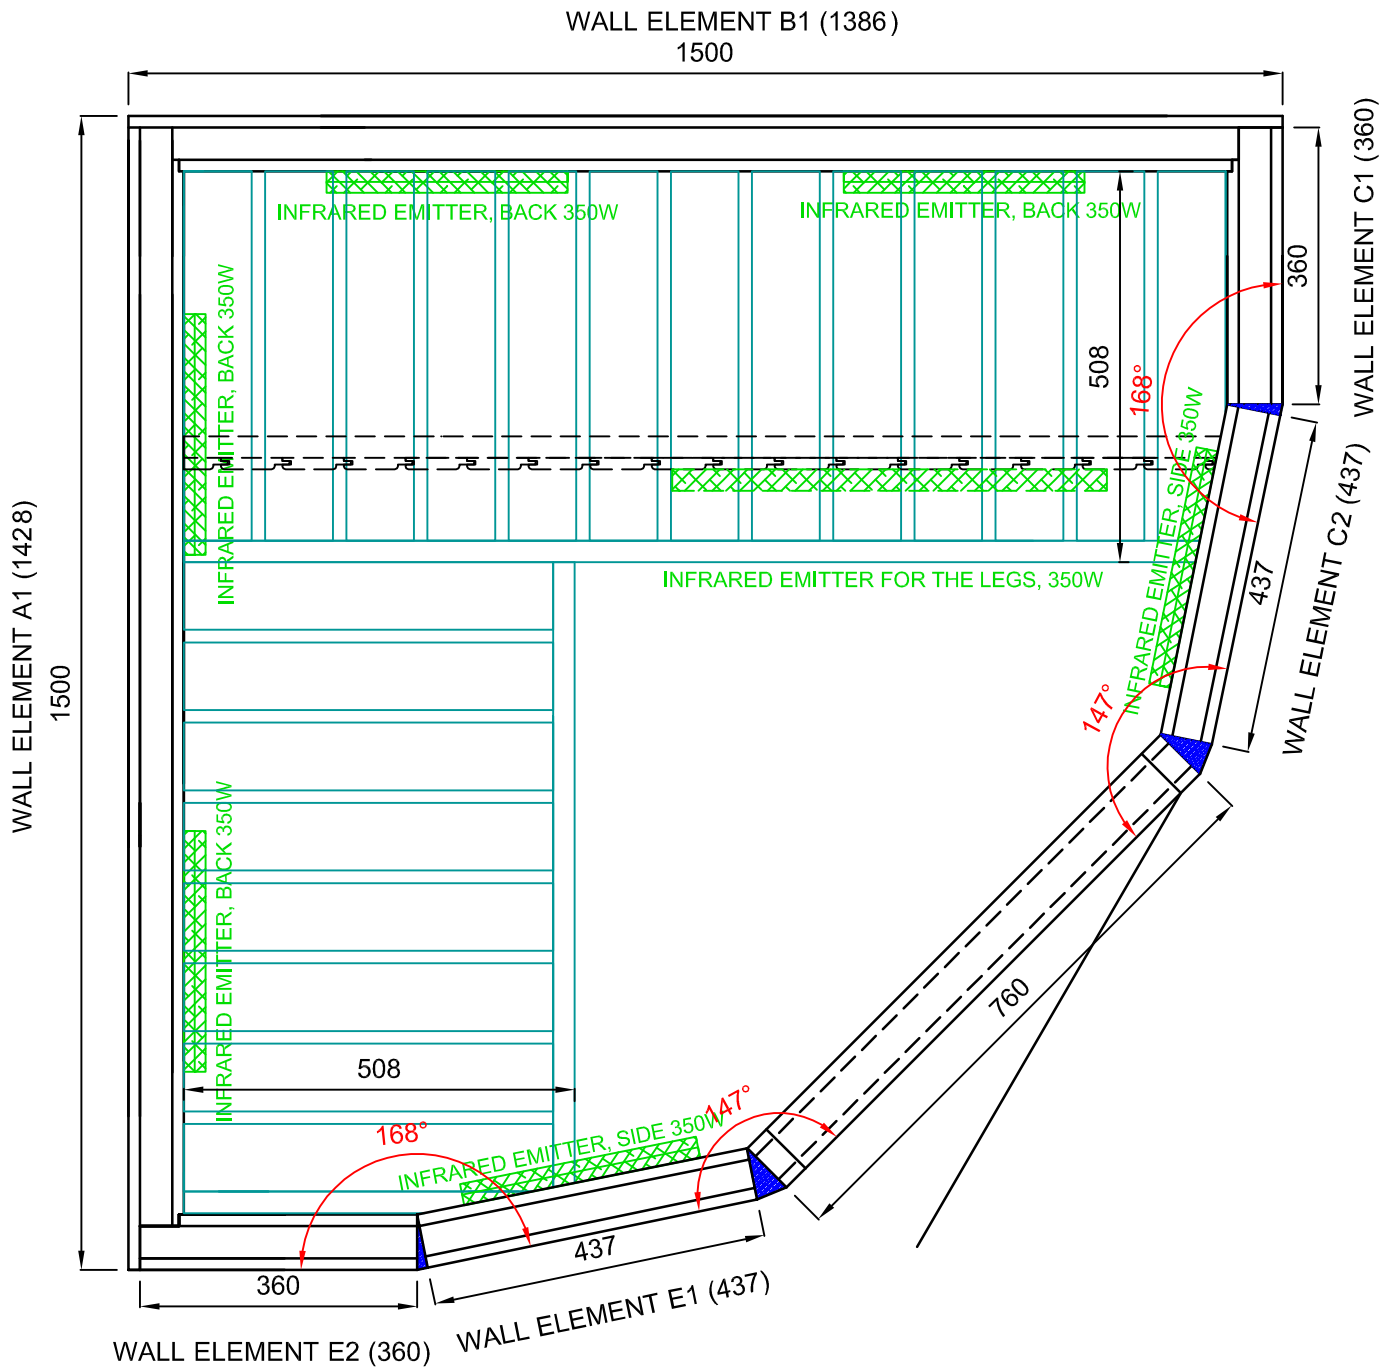 WALL ELEMENT B1 (1386)
1500
WALL ELEMENT C1 (360)
360
INFRARED EMITTER, BACK 350W
INFRARED EMITTER, BACK 350W
INFRARED EMITTER, BACK 350W
508
168°
INFRARED EMITTER, SIDE 350W
WALL ELEMENT C2 (437)
437
INFRARED EMITTER FOR THE LEGS, 350W
WALL ELEMENT A1 (1428)
1500
147°
INFRARED EMITTER, BACK 350W
760
508
168°
147°
INFRARED EMITTER, SIDE 350W
437
360
WALL ELEMENT E1 (437)
WALL ELEMENT E2 (360)